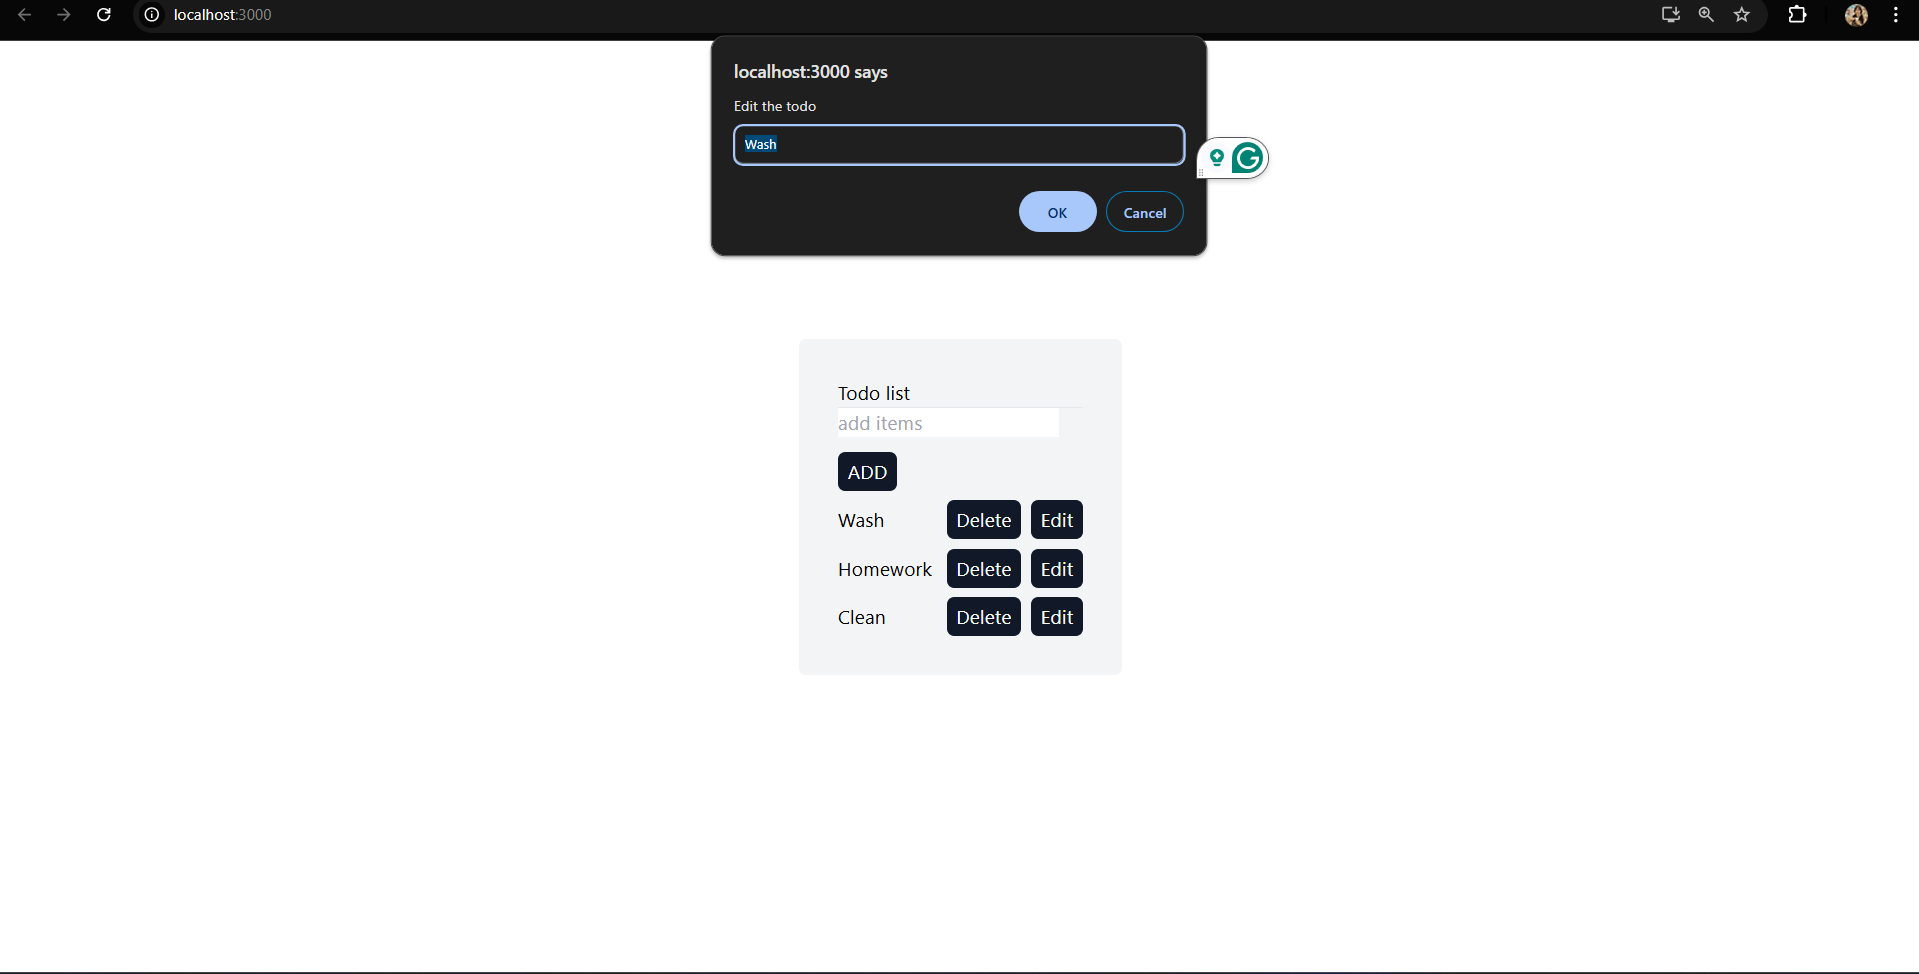 localhost:3000
localhost:3000 says
Edit the todo
Wash
OK Cancel
Todo list
add items
ADD
Wash Delete Edit
Homework Delete Edit
Clean Delete Edit